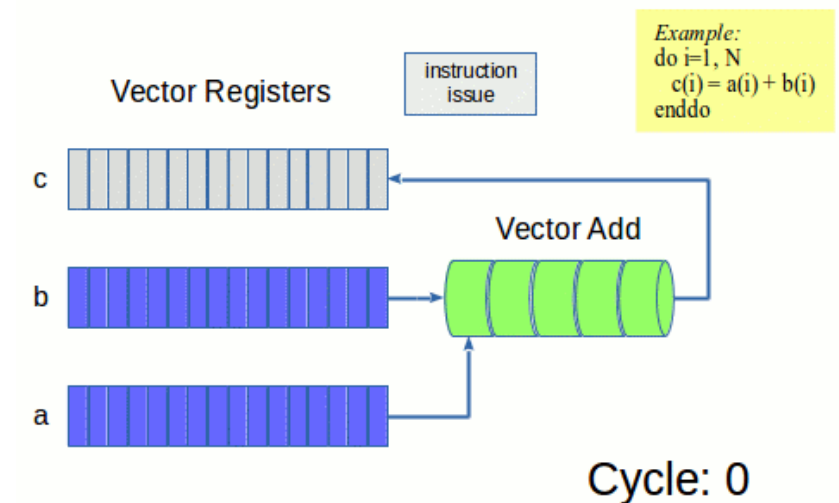 Example:
do i=1, N
c(i) = a(i) + b(i)
enddo
instruction
issue
Vector Registers
c
Vector Add
b
a
Cycle: 0